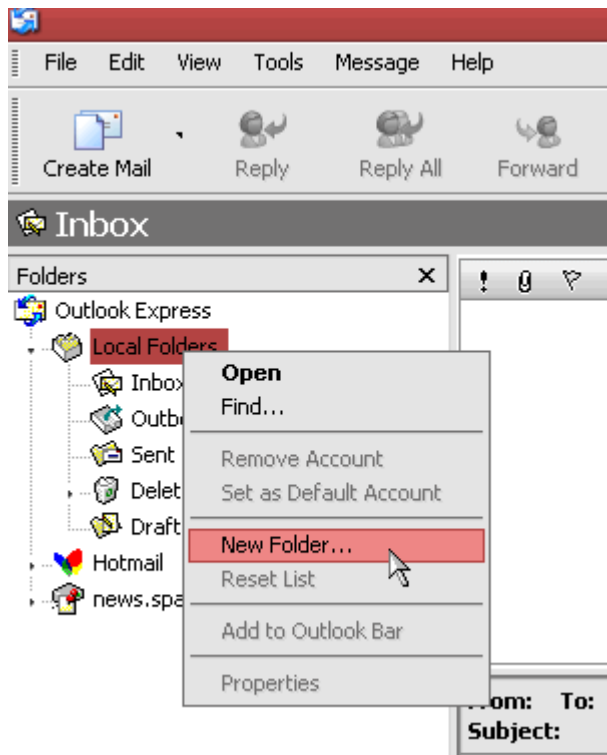 File Edit View Tools Message Help
Create Mail Reply Reply All Forward
Inbox
Folders
Outlook Express
Local Folders
Inbox
Sent
Hotmail
Open
Find...
Remove Account
Set as Default Account
New Folder...
Reset List
Add to Outlook Bar
Properties
To:
Subject: